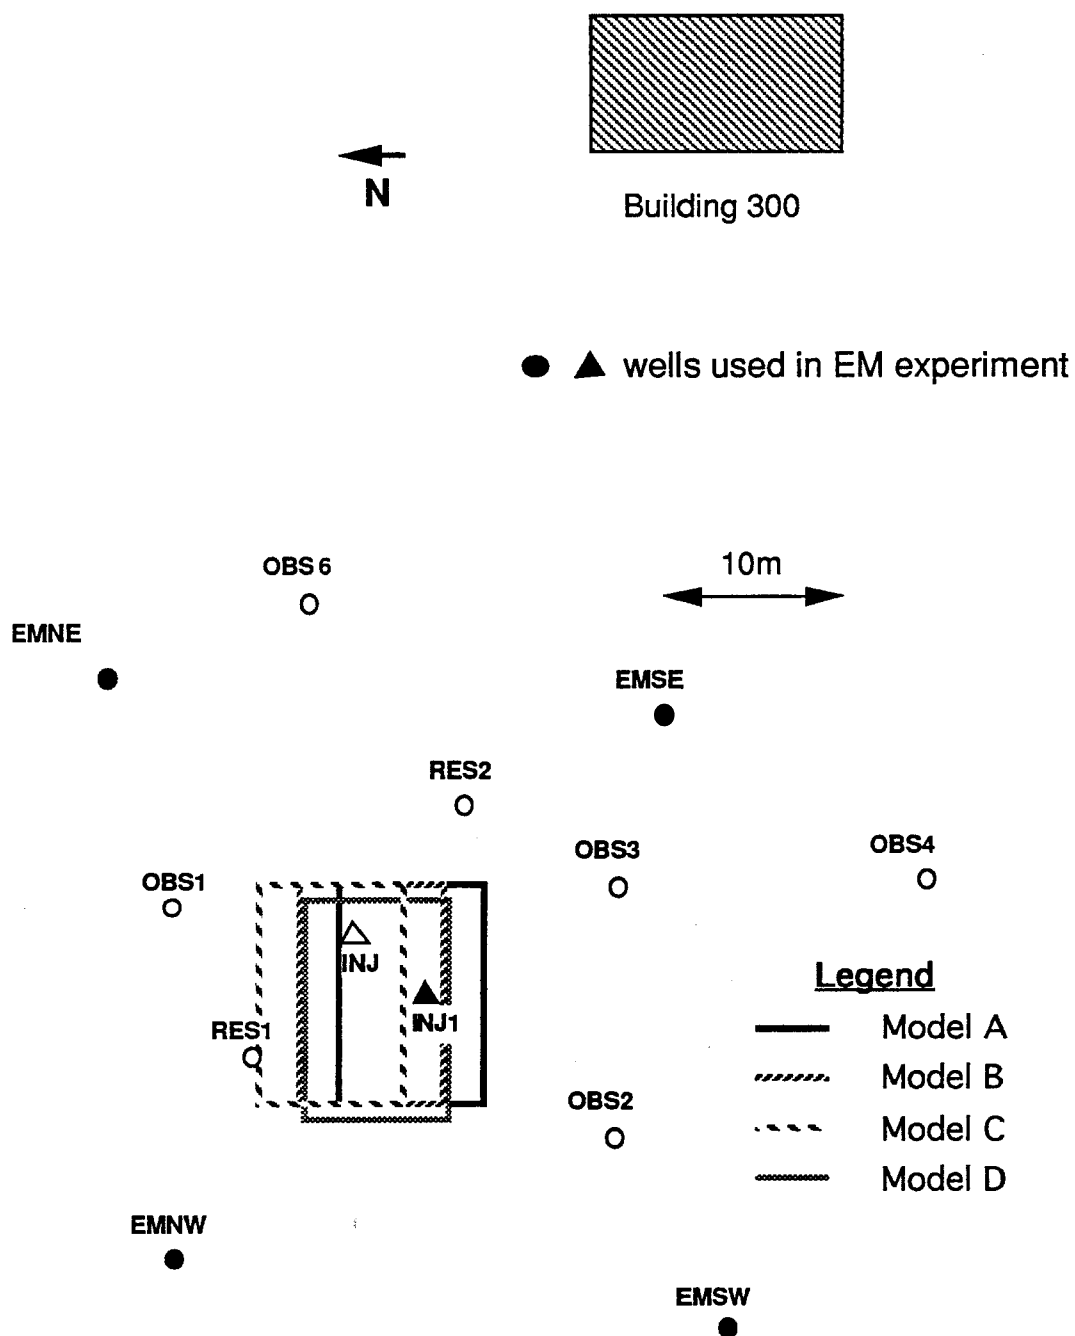 N
Building 300
wells used in EM experiment
OBS 6
10m
EMNE
EMSE
RES2
OBS3
OBS4
OBS1
INJ
Legend
RES1
INJ1
Model A
Model B
OBS2
Model C
Model D
EMNW
EMSW